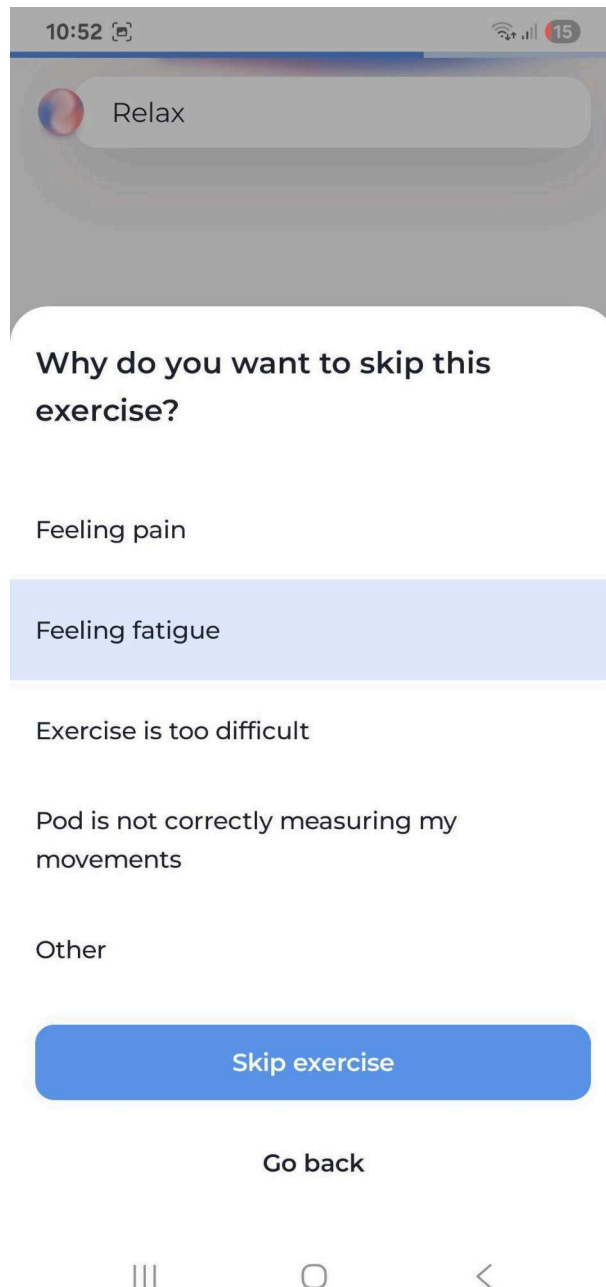 10:52
15
Relax
Why do you want to skip this
exercise?
Feeling pain
Feeling fatigue
Exercise is too difficult
Pod is not correctly measuring my
movements
Other
Skip exercise
Go back